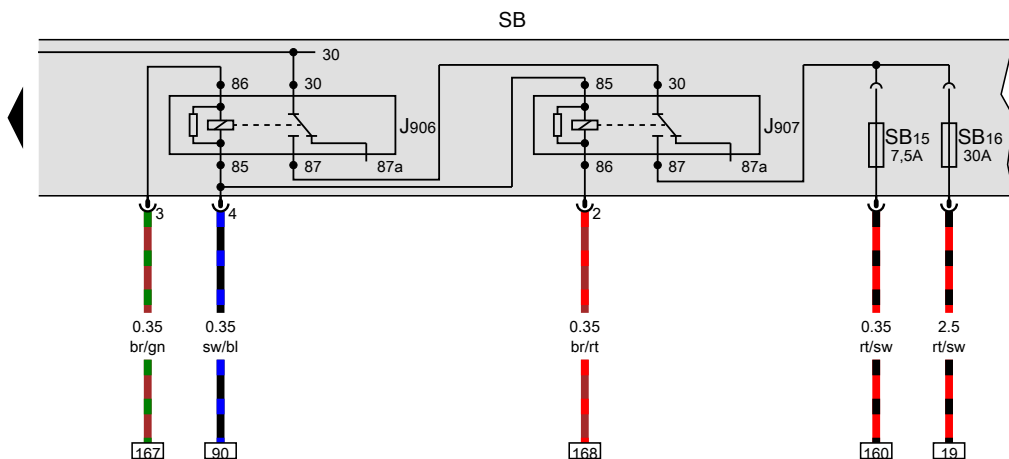 SB
30
86 30 85 30
J906 J907 SB15 SB16
7,5A 30A
85 87 87a 86 87 87a
3 4 2
0.35 0.35 0.35 0.35 2.5
br/gn sw/bl br/rt rt/sw rt/sw
167 90 168 160 19